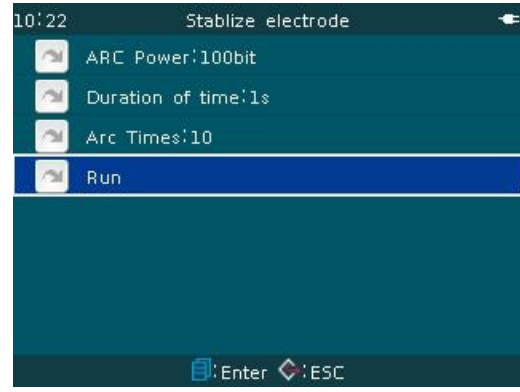 10:22 Stablize electrode
ARC Power:100bit
Duration of time:1s
Arc Times:10
Run
:Enter :ESC